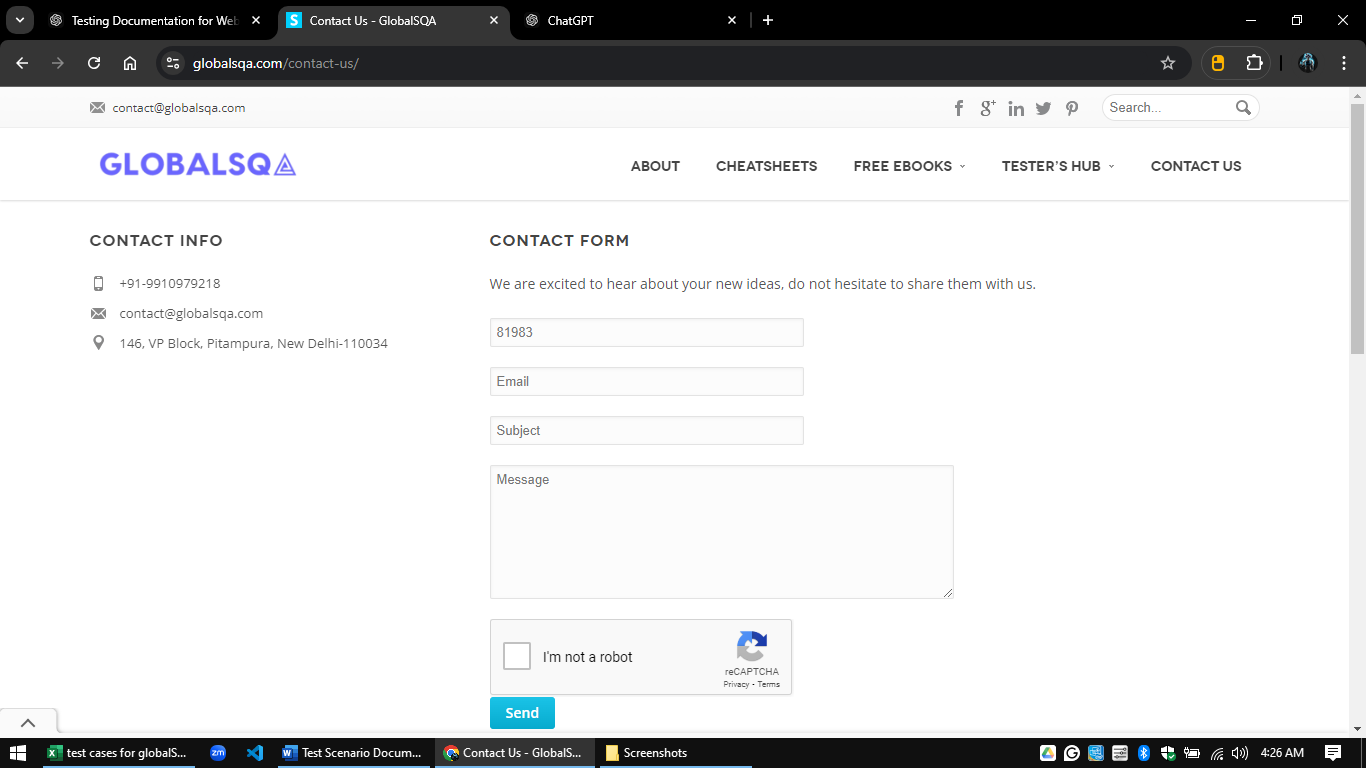 Testing Documentation for Web
Contact Us - GlobalSQA
ChatGPT
globalsqa.com/contact-us/
contact@globalsqa.com
Search...
GLOBALSQA
ABOUT
CHEATSHEETS
FREE EBOOKS
TESTER'S HUB
CONTACT US
CONTACT INFO
+91-9910979218
contact@globalsqa.com
146, VP Block, Pitampura, New Delhi-110034
CONTACT FORM
We are excited to hear about your new ideas, do not hesitate to share them with us.
81983
Email
Subject
Message
I'm not a robot
reCAPTCHA
Privacy - Terms
Send
test cases for globalS...
zm
Test Scenario Docum...
Contact Us - GlobalS...
Screenshots
4:26 AM